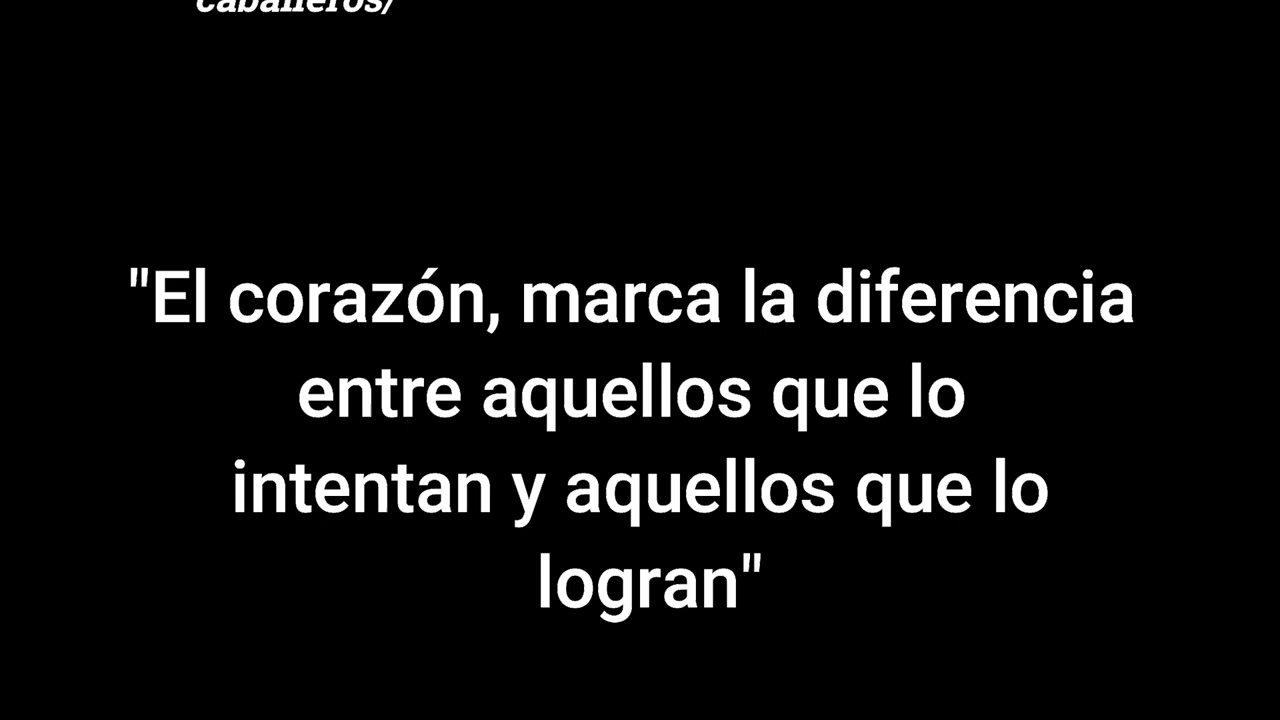 caballeros/
"El corazón, marca la diferencia
entre aquellos que lo
intentan y aquellos que lo
logran"